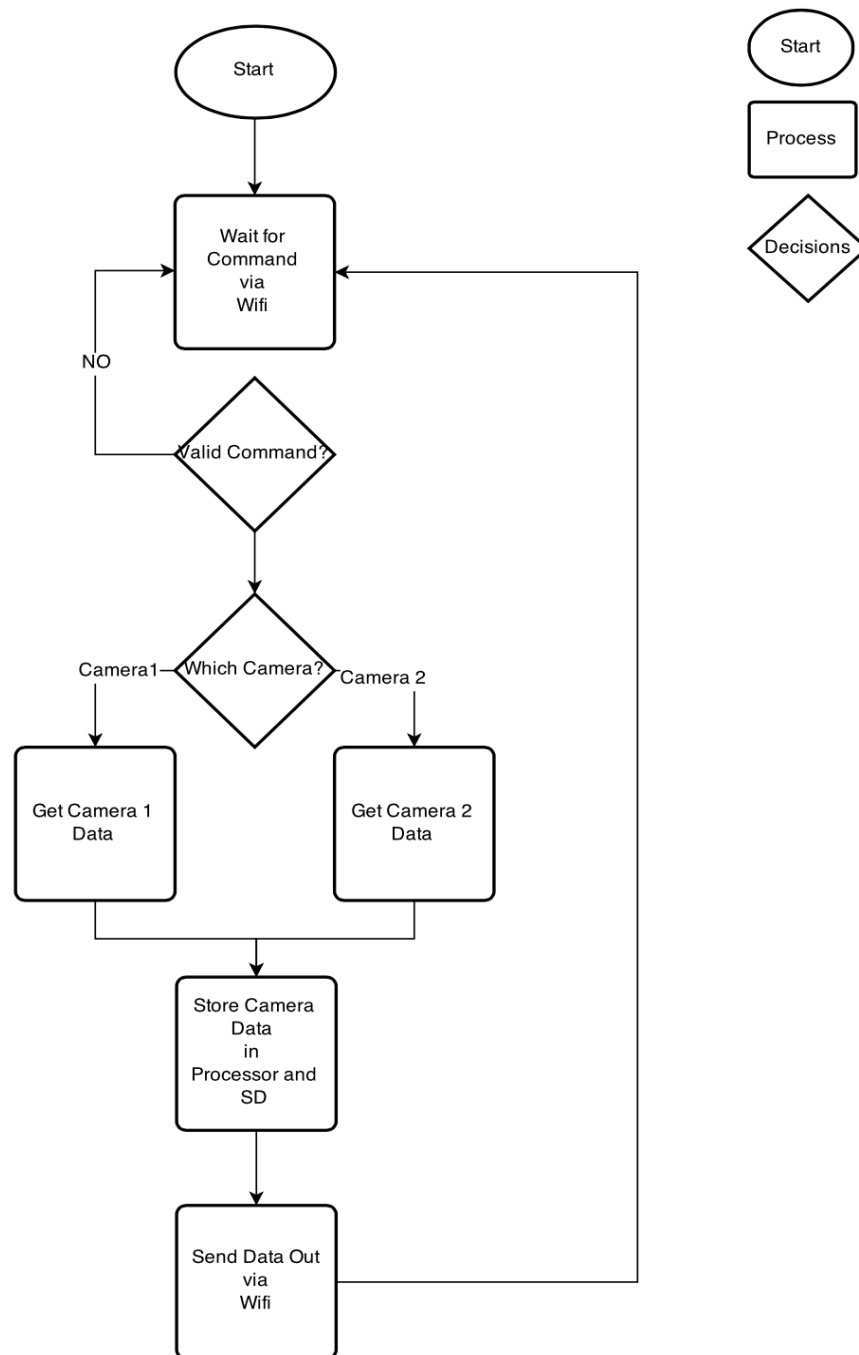 Start
Wait for
Command
via
Wifi
NO
Valid Command?
Which Camera?
Camera1
Camera 2
Get Camera 1
Data
Get Camera 2
Data
Store Camera
Data
in
Processor and
SD
Send Data Out
via
Wifi
Start
Process
Decisions